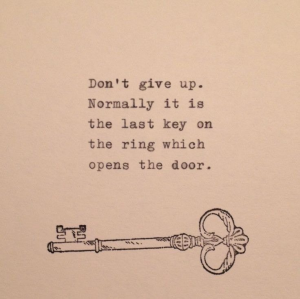 Don't give up.
Normally it is
the last key on
the ring which
opens the door.